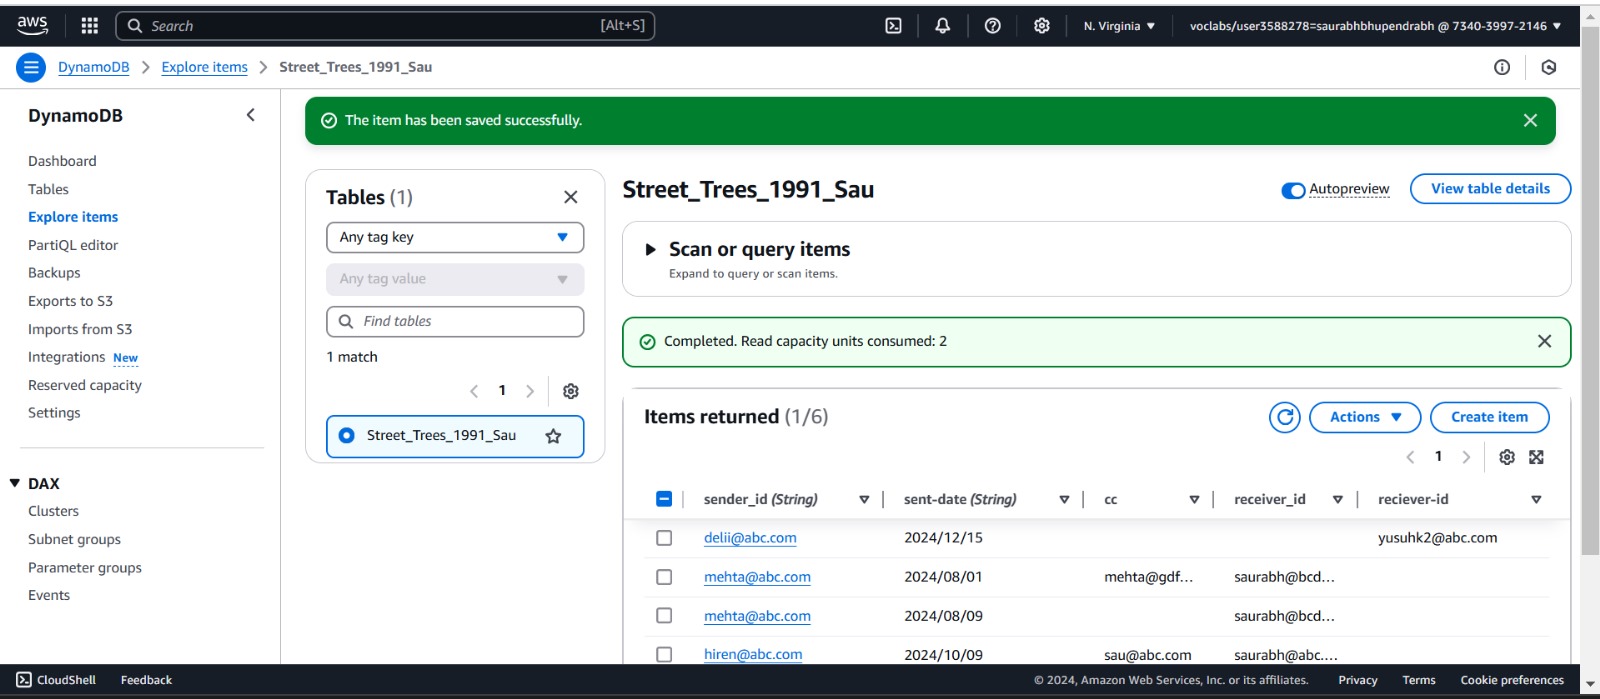 aws
Search [Alt+S]
N. Virginia
voclabs/user3588278=saurabhbhupendrabh @ 7340-3997-2146
DynamoDB
Explore items
Street_Trees_1991_Sau
DynamoDB
Dashboard
Tables
Explore items
PartiQL editor
Backups
Exports to S3
Imports from S3
Integrations New
Reserved capacity
Settings
DAX
Clusters
Subnet groups
Parameter groups
Events
The item has been saved successfully.
Tables (1)
Any tag key
Any tag value
Find tables
1 match
1
Street_Trees_1991_Sau
Street_Trees_1991_Sau
Autopreview
View table details
Scan or query items
Expand to query or scan items.
Completed. Read capacity units consumed: 2
Items returned (1/6)
Actions
Create item
1
sender_id (String) sent-date (String) cc receiver_id reciever-id
delii@abc.com 2024/12/15 yusuhk2@abc.com
mehta@abc.com 2024/08/01 mehta@gdf... saurabh@bcd...
mehta@abc.com 2024/08/09 saurabh@bcd...
hiren@abc.com 2024/10/09 sau@abc.com saurabh@abc....
CloudShell Feedback © 2024, Amazon Web Services, Inc. or its affiliates. Privacy Terms Cookie preferences